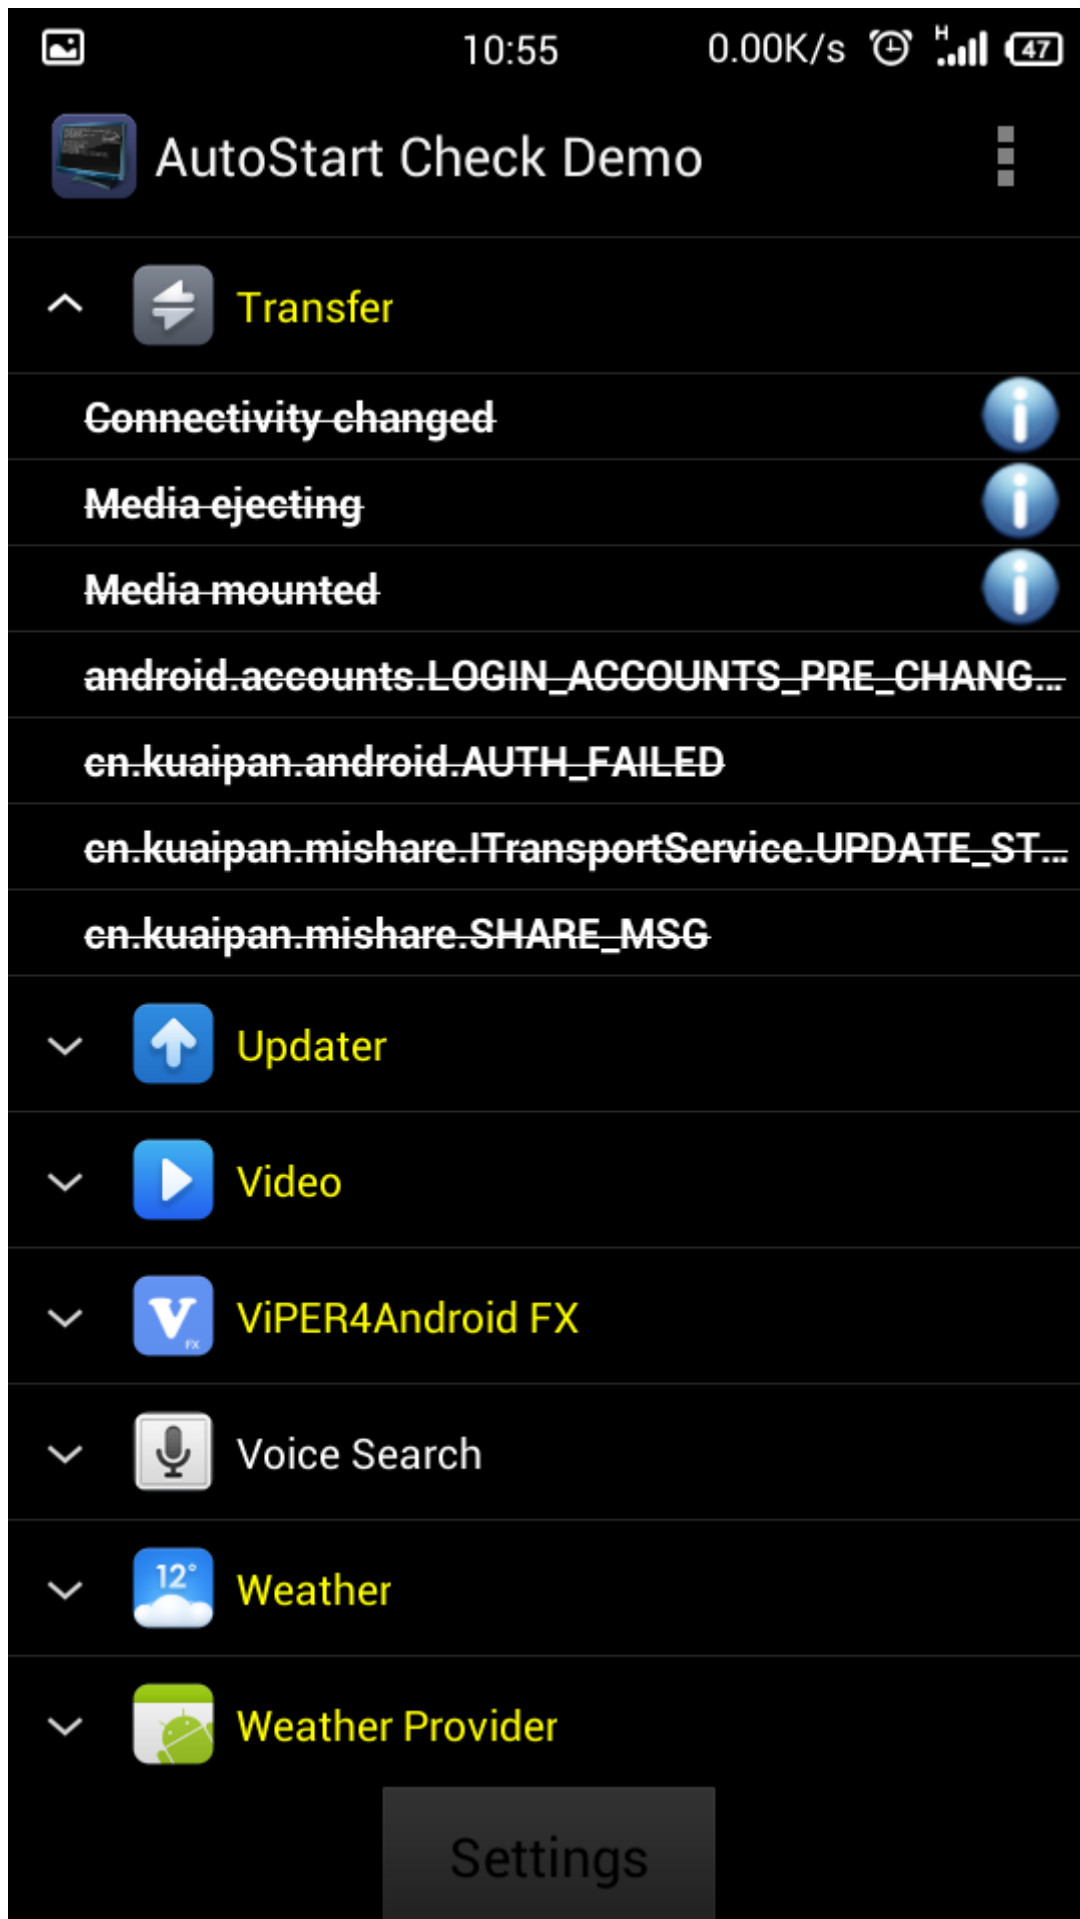 10:55 0.00K/s H 47
AutoStart Check Demo
Transfer
Connectivity changed
Media ejecting
Media mounted
android.accounts.LOGIN_ACCOUNTS_PRE_CHANG...
cn.kuaipan.android.AUTH_FAILED
cn.kuaipan.mishare.ITransportService.UPDATE_ST...
cn.kuaipan.mishare.SHARE_MSG
Updater
Video
V FX
ViPER4Android FX
Voice Search
12°
Weather
Weather Provider
Settings